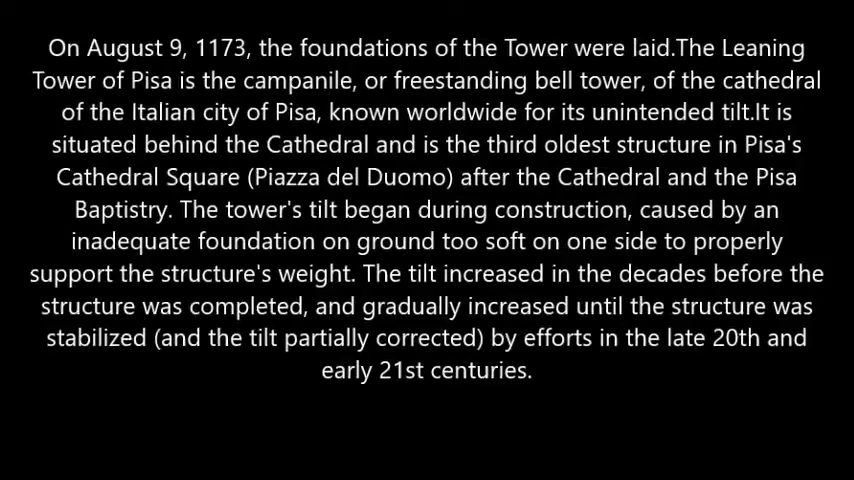 On August 9, 1173, the foundations of the Tower were laid.The Leaning
Tower of Pisa is the campanile, or freestanding bell tower, of the cathedral
of the Italian city of Pisa, known worldwide for its unintended tilt.It is
situated behind the Cathedral and is the third oldest structure in Pisa's
Cathedral Square (Piazza del Duomo) after the Cathedral and the Pisa
Baptistry. The tower's tilt began during construction, caused by an
inadequate foundation on ground too soft on one side to properly
support the structure's weight. The tilt increased in the decades before the
structure was completed, and gradually increased until the structure was
stabilized (and the tilt partially corrected) by efforts in the late 20th and
early 21st centuries.